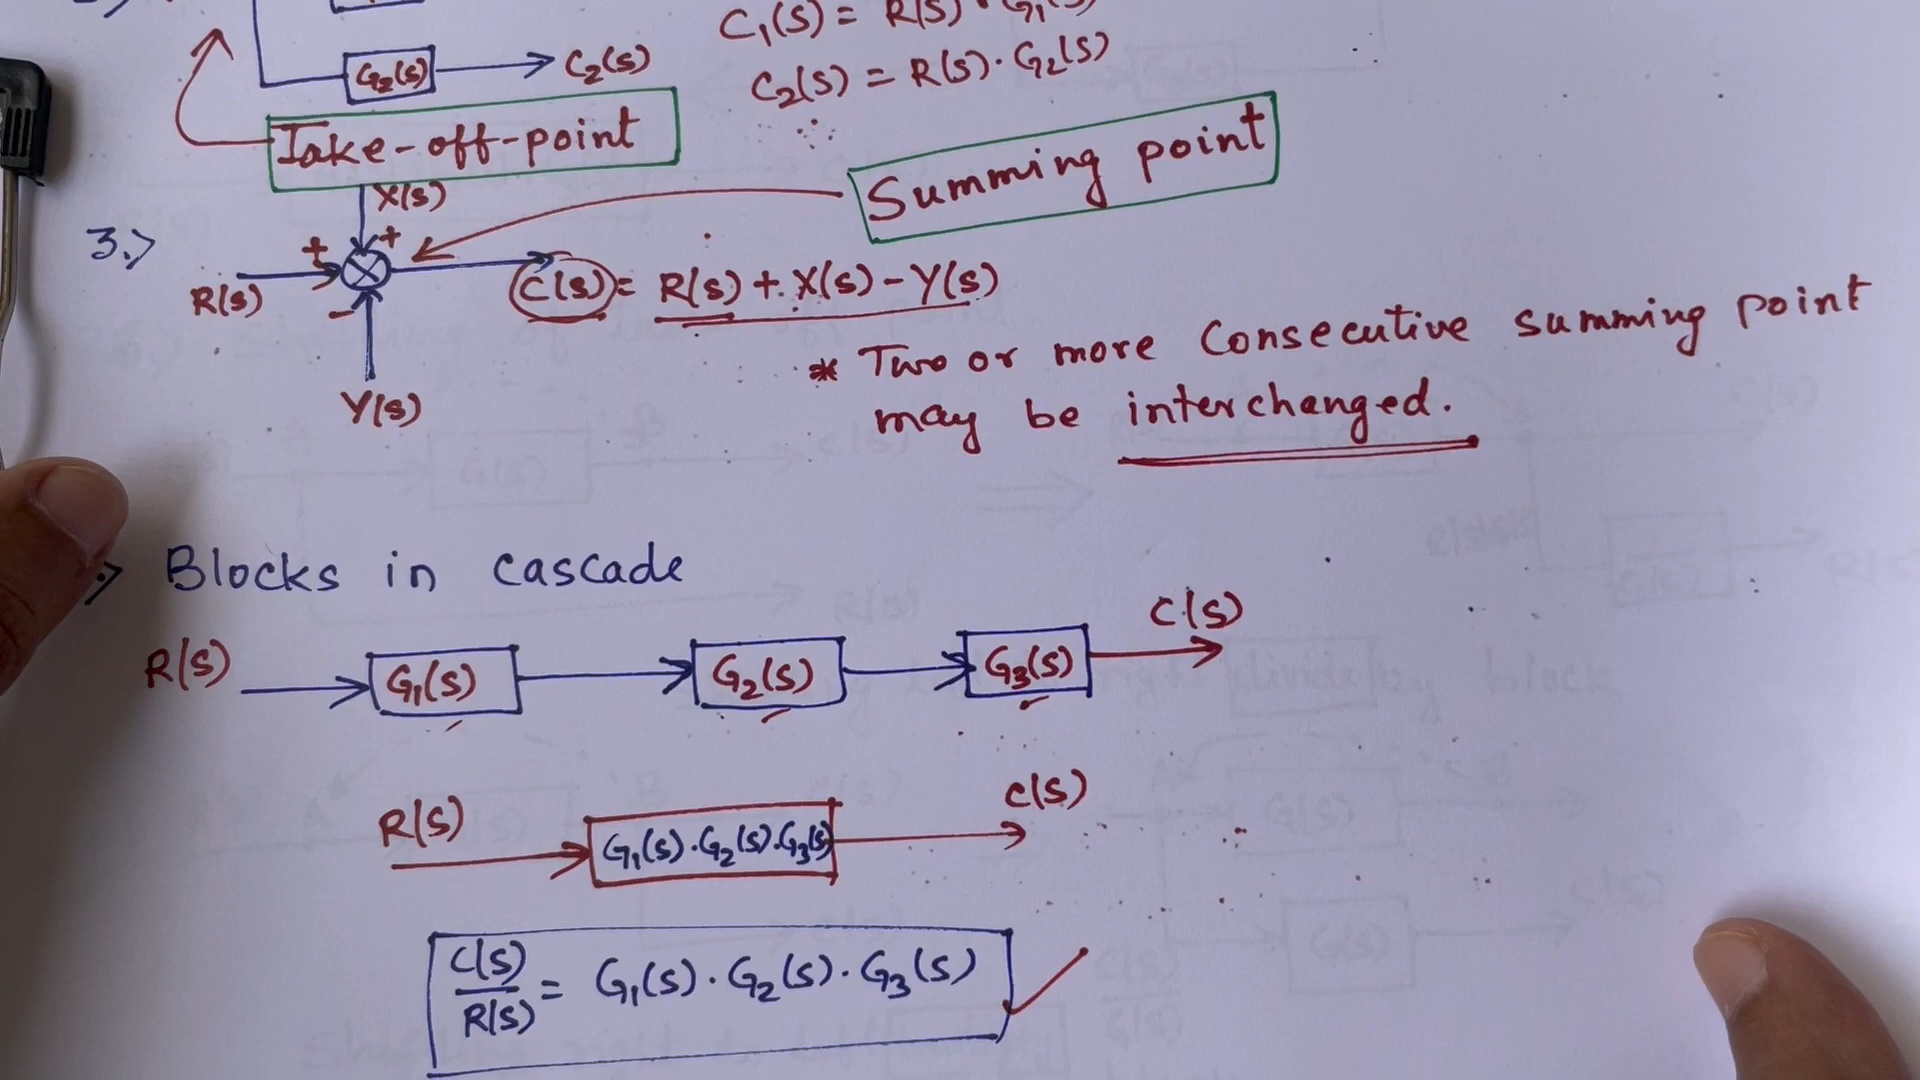 C₁(s) = R(s) · G₁(s)
G₂(s) C₂(s) C₂(s) = R(s) · G₂(s)
Take-off-point
Summing point
X(s)
3.)
+ +
R(s) C(s) = R(s) + X(s) - Y(s)
-
Y(s)
* Two or more Consecutive summing point
may be interchanged.
Blocks in cascade
R(s) G₁(s) G₂(s) G₃(s) C(s)
R(s) G₁(s) · G₂(s) · G₃(s) C(s)
C(s)/R(s) = G₁(s) · G₂(s) · G₃(s)